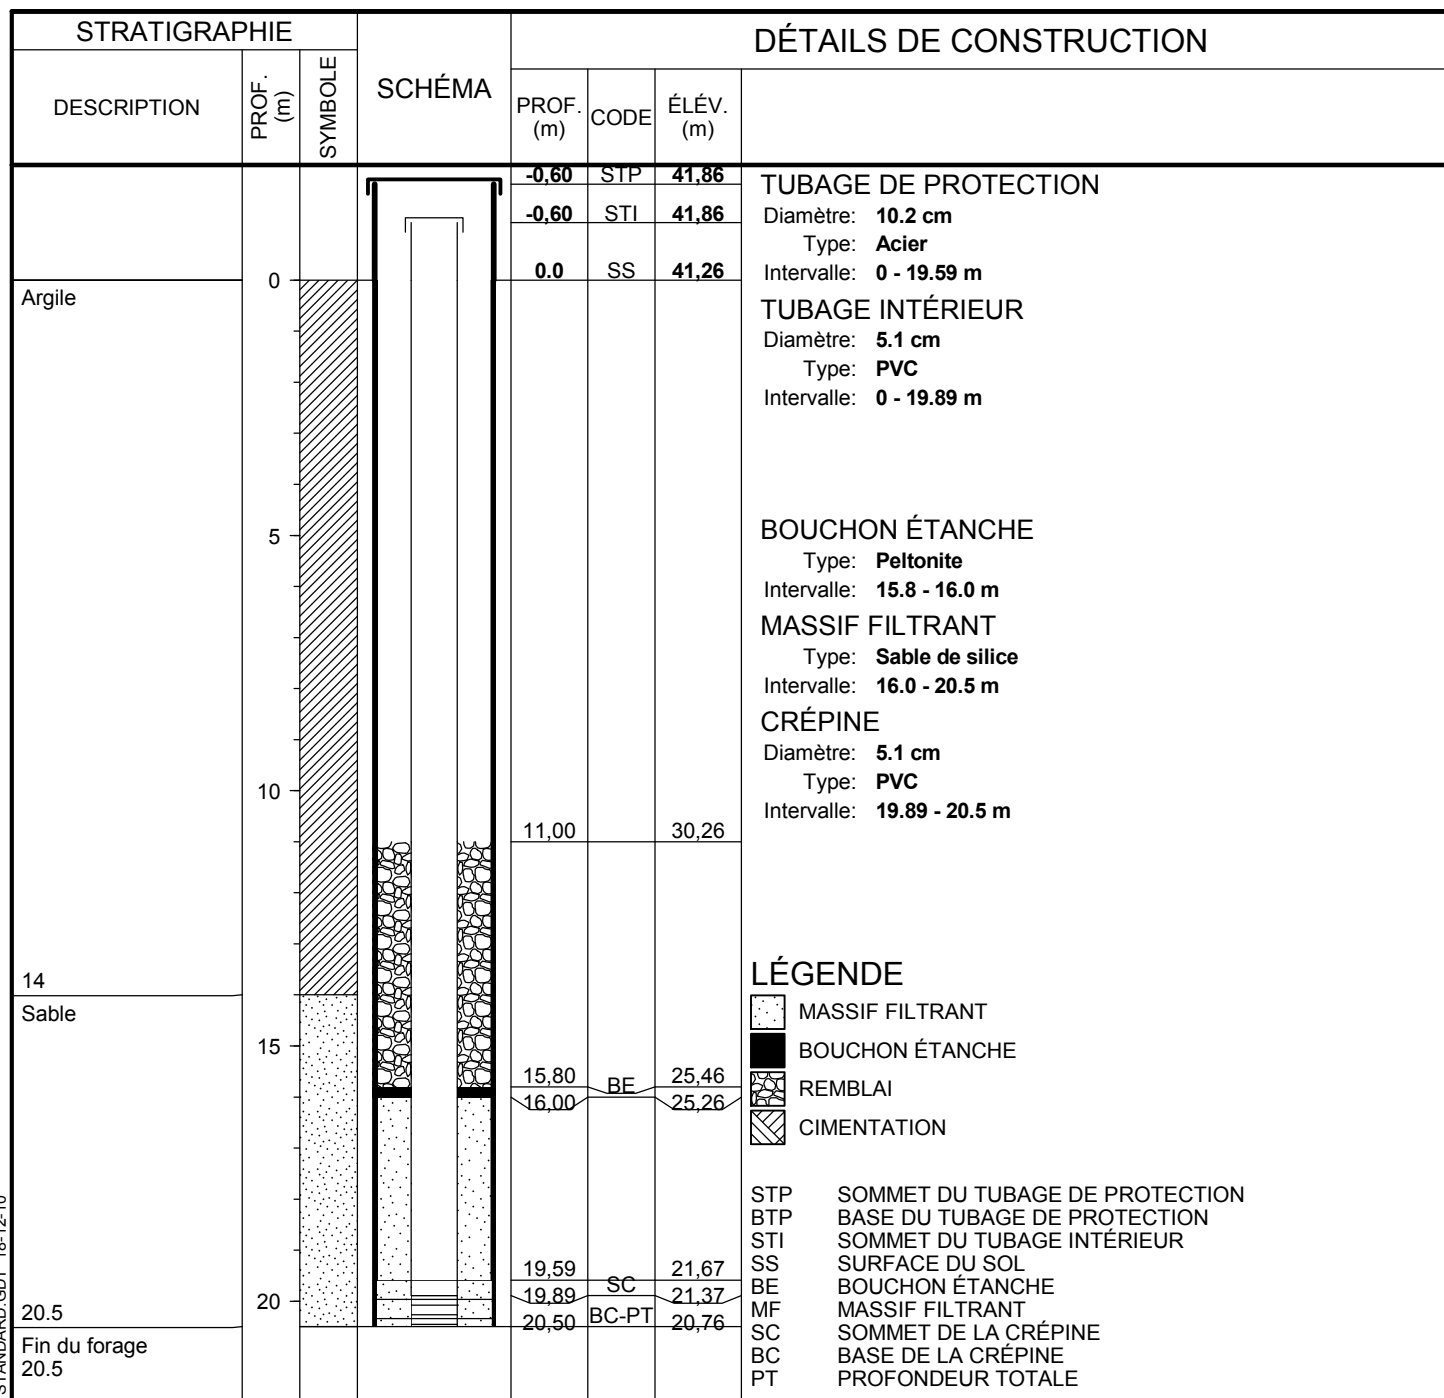 STRATIGRAPHIE
SCHÉMA
DÉTAILS DE CONSTRUCTION
DESCRIPTION
PROF. (m)
SYMBOLE
PROF. (m)
CODE
ÉLÉV. (m)
-0,60 STP 41,86
-0,60 STI 41,86
0.0 SS 41,26
11,00 30,26
15,80 BE 25,46
16,00 25,26
19,59 21,67
SC
19,89 21,37
20,50 BC-PT 20,76
Argile
14
Sable
20.5
Fin du forage
20.5
0
5
10
15
20
TUBAGE DE PROTECTION
Diamètre: 10.2 cm
Type: Acier
Intervalle: 0 - 19.59 m
TUBAGE INTÉRIEUR
Diamètre: 5.1 cm
Type: PVC
Intervalle: 0 - 19.89 m
BOUCHON ÉTANCHE
Type: Peltonite
Intervalle: 15.8 - 16.0 m
MASSIF FILTRANT
Type: Sable de silice
Intervalle: 16.0 - 20.5 m
CRÉPINE
Diamètre: 5.1 cm
Type: PVC
Intervalle: 19.89 - 20.5 m
LÉGENDE
MASSIF FILTRANT
BOUCHON ÉTANCHE
REMBLAI
CIMENTATION
STP SOMMET DU TUBAGE DE PROTECTION
BTP BASE DU TUBAGE DE PROTECTION
STI SOMMET DU TUBAGE INTÉRIEUR
SS SURFACE DU SOL
BE BOUCHON ÉTANCHE
MF MASSIF FILTRANT
SC SOMMET DE LA CRÉPINE
BC BASE DE LA CRÉPINE
PT PROFONDEUR TOTALE
STANDARD.GDT 18-12-10